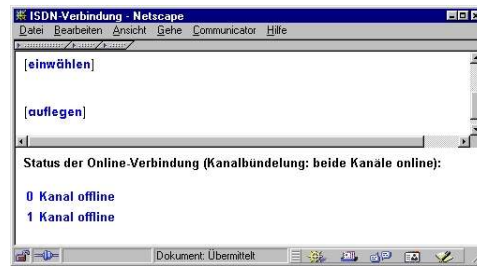 ISDN-Verbindung - Netscape
Datei Bearbeiten Ansicht Gehe Communicator Hilfe
[einwählen]
[auflegen]
Status der Online-Verbindung (Kanalbündelung: beide Kanäle online):
0 Kanal offline
1 Kanal offline
Dokument: Übermittelt